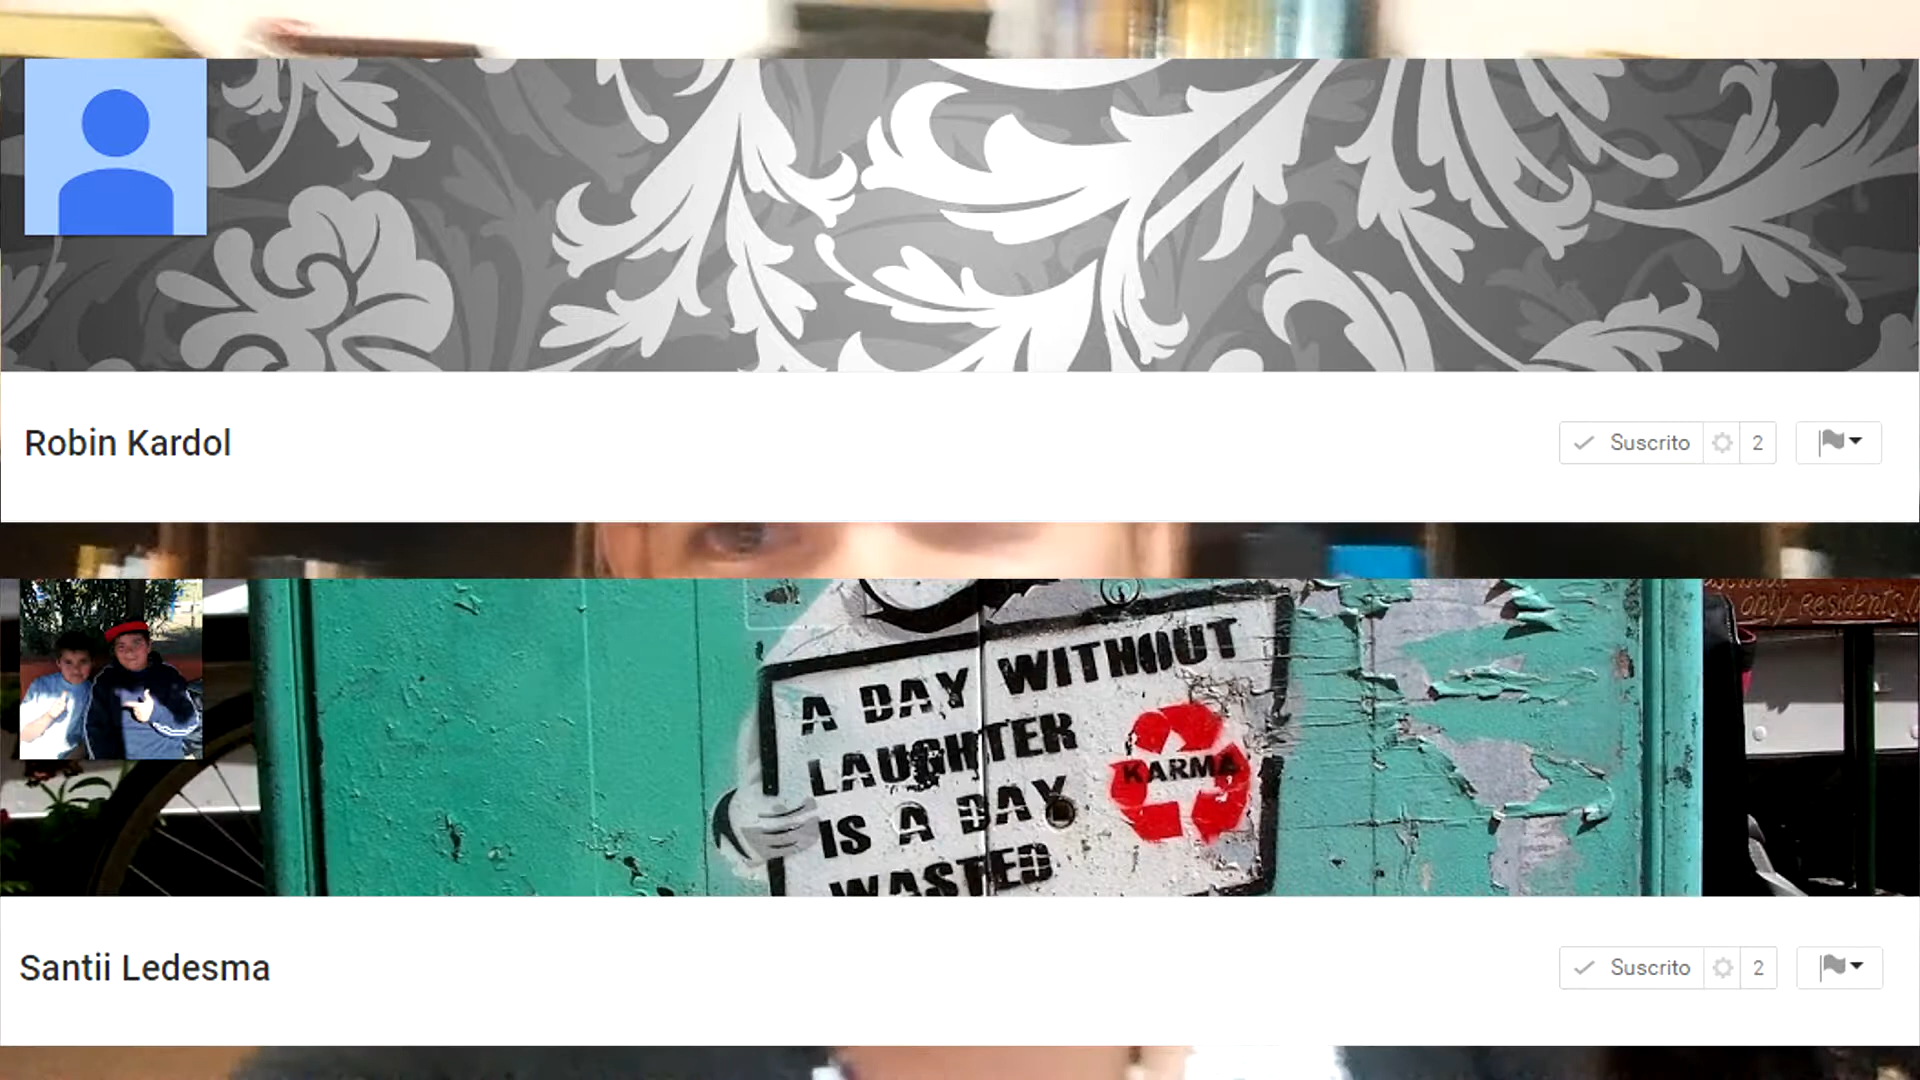 Robin Kardol
Suscrito 2
only Residents
A DAY WITHOUT
LAUGHTER
IS A DAY
WASTED
KARMA
Santii Ledesma
Suscrito 2